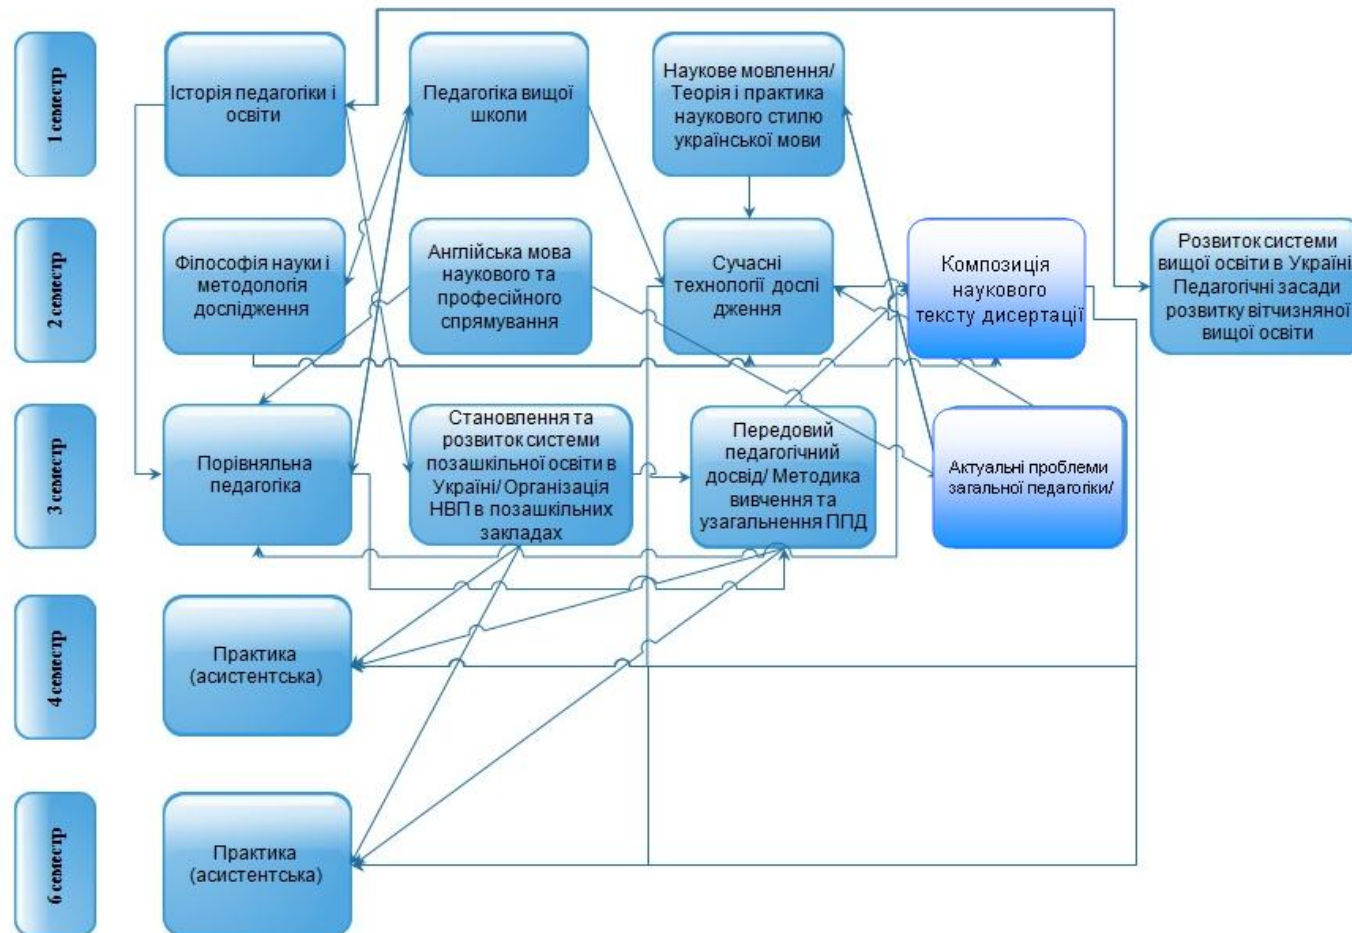 1 семестр
Історія педагогіки і
освіти
Педагогіка вищої
школи
Наукове мовлення/
Теорія і практика
наукового стилю
української мови
2 семестр
Філософія науки і
методологія
дослідження
Англійська мова
наукового та
професійного
спрямування
Сучасні
технології дослі
дження
Композиція
наукового
тексту дисертації
Розвиток системи
вищої освіти в Україні/
Педагогічні засади
розвитку вітчизняної
вищої освіти
3 семестр
Порівняльна
педагогіка
Становлення та
розвиток системи
позашкільної освіти в
Україні/ Організація
НВП в позашкільних
закладах
Передовий
педагогічний
досвід/ Методика
вивчення та
узагальнення ППД
Актуальні проблеми
загальної педагогіки/
4 семестр
Практика
(асистентська)
6 семестр
Практика
(асистентська)